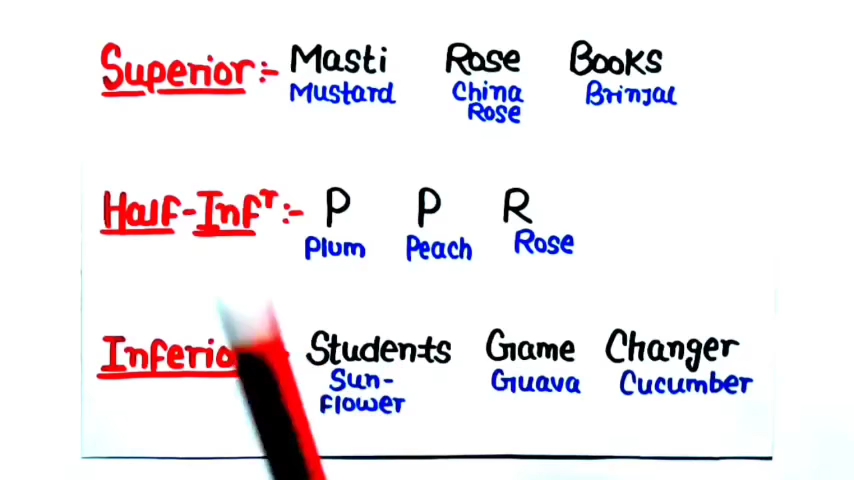 Superior:- Masti Rose Books
Mustard China Rose Brinjal
Half-Infr:- P P R
Plum Peach Rose
Students Game Changer
Sun-flower Guava Cucumber